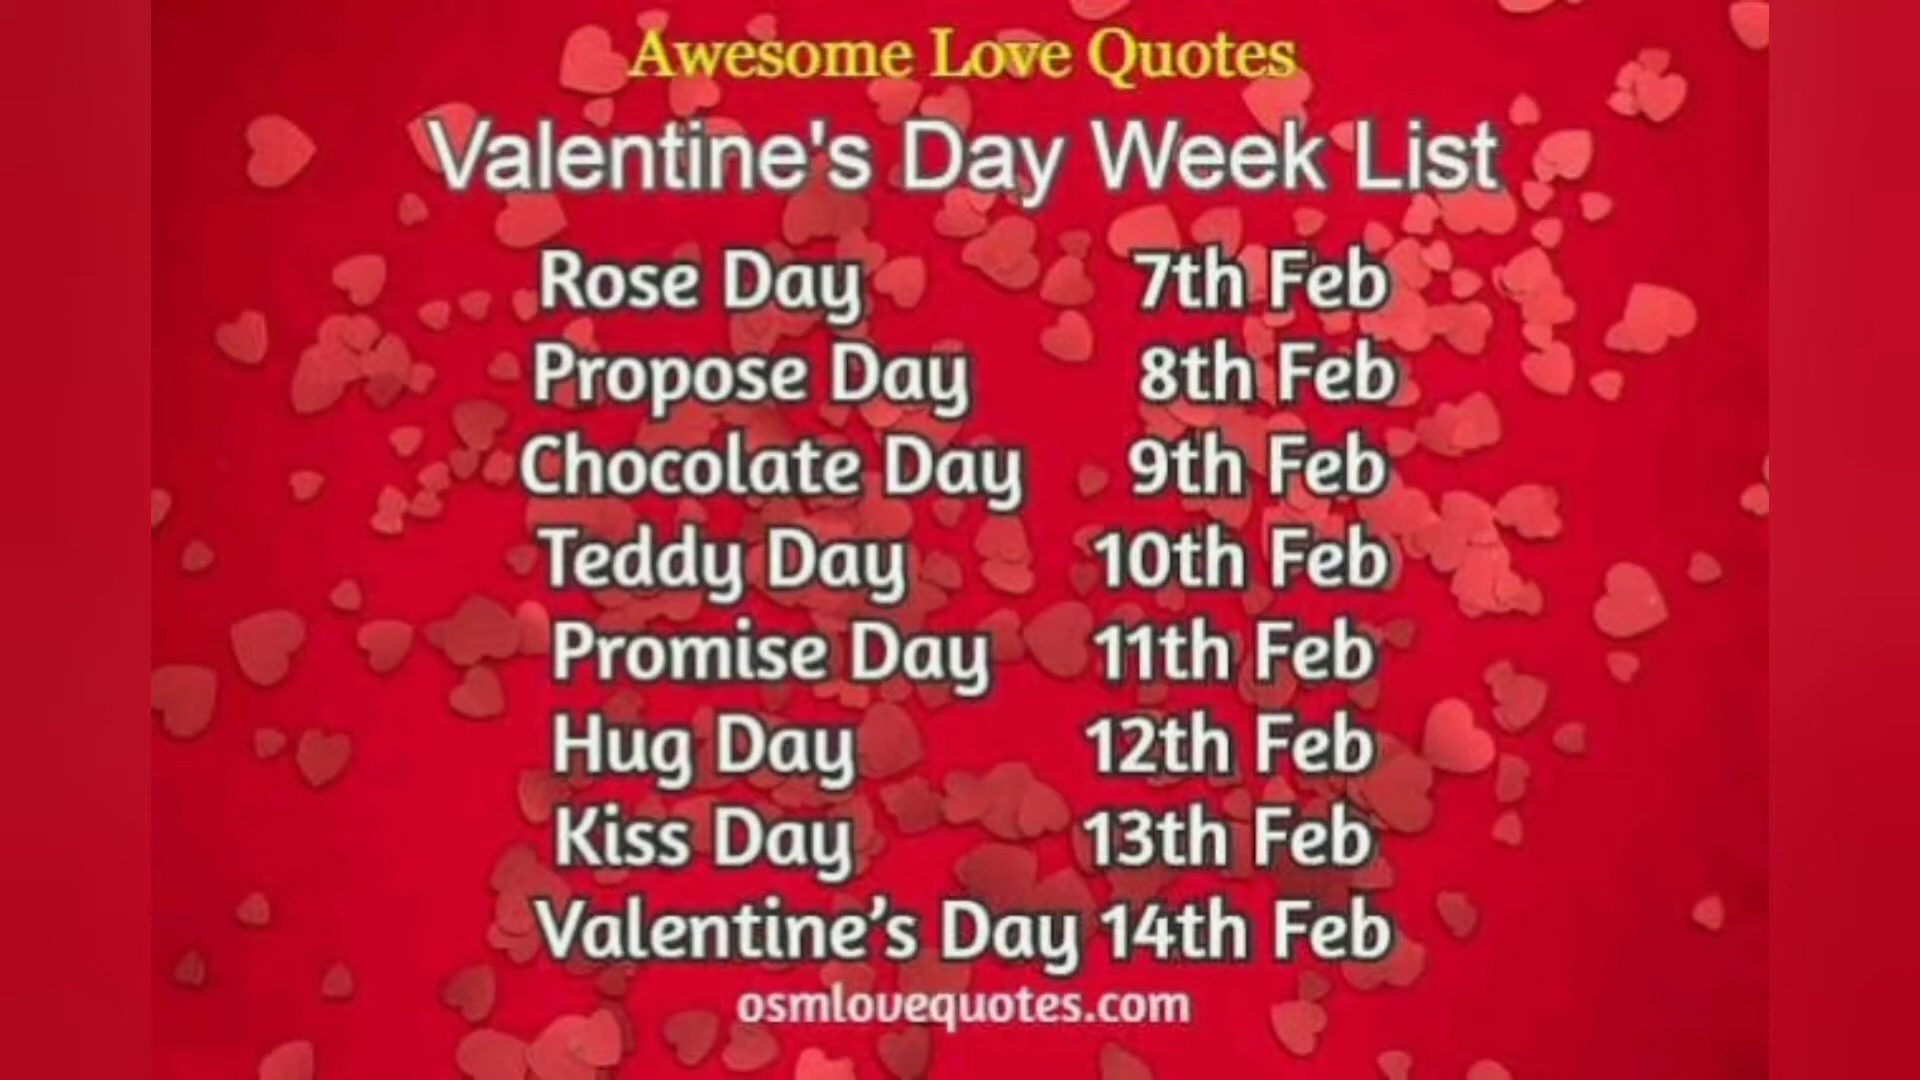 Awesome Love Quotes
Valentine's Day Week List
Rose Day 7th Feb
Propose Day 8th Feb
Chocolate Day 9th Feb
Teddy Day 10th Feb
Promise Day 11th Feb
Hug Day 12th Feb
Kiss Day 13th Feb
Valentine’s Day 14th Feb
osmlovequotes.com